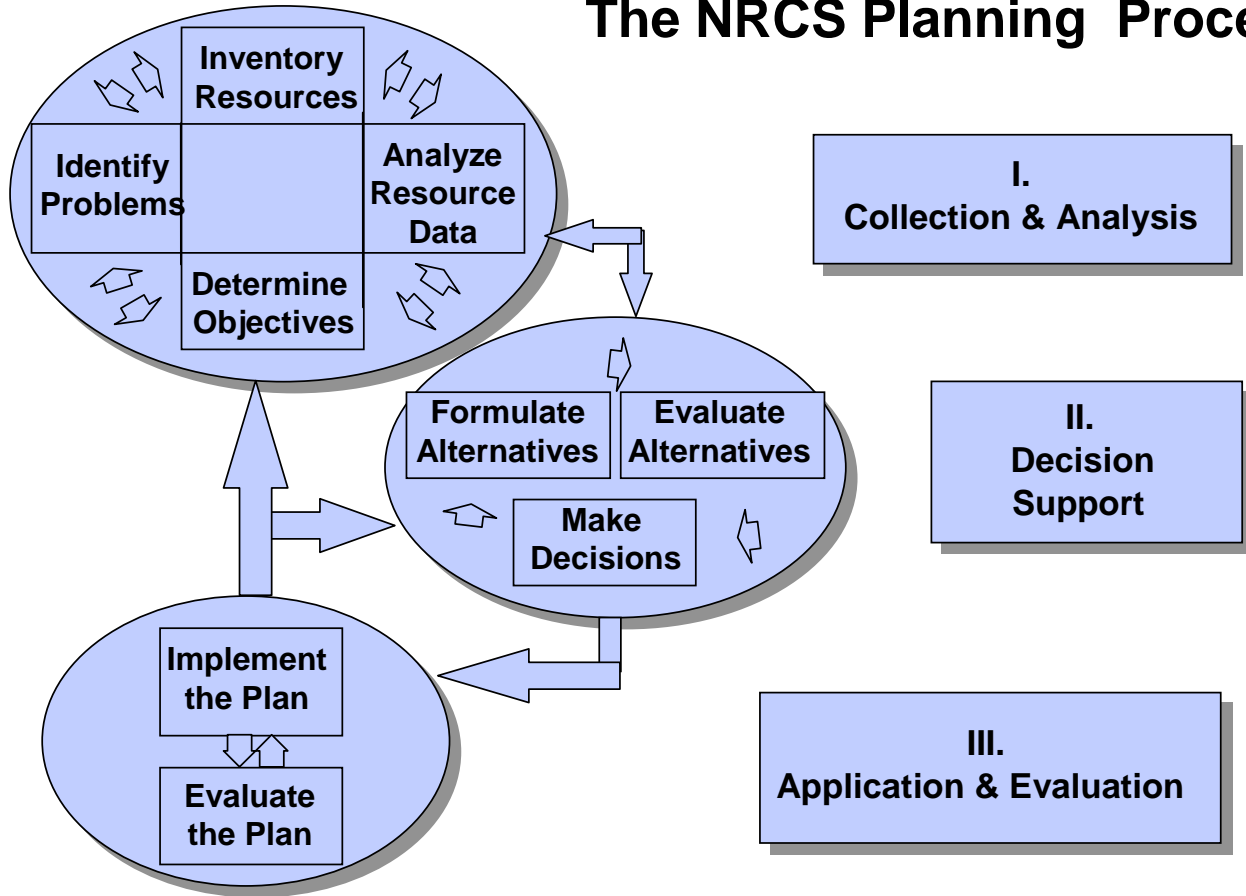 The NRCS Planning Proce
Inventory
Resources
Identify
Problems
Analyze
Resource
Data
Determine
Objectives
I.
Collection & Analysis
Formulate
Alternatives
Evaluate
Alternatives
Make
Decisions
II.
Decision
Support
Implement
the Plan
Evaluate
the Plan
III.
Application & Evaluation